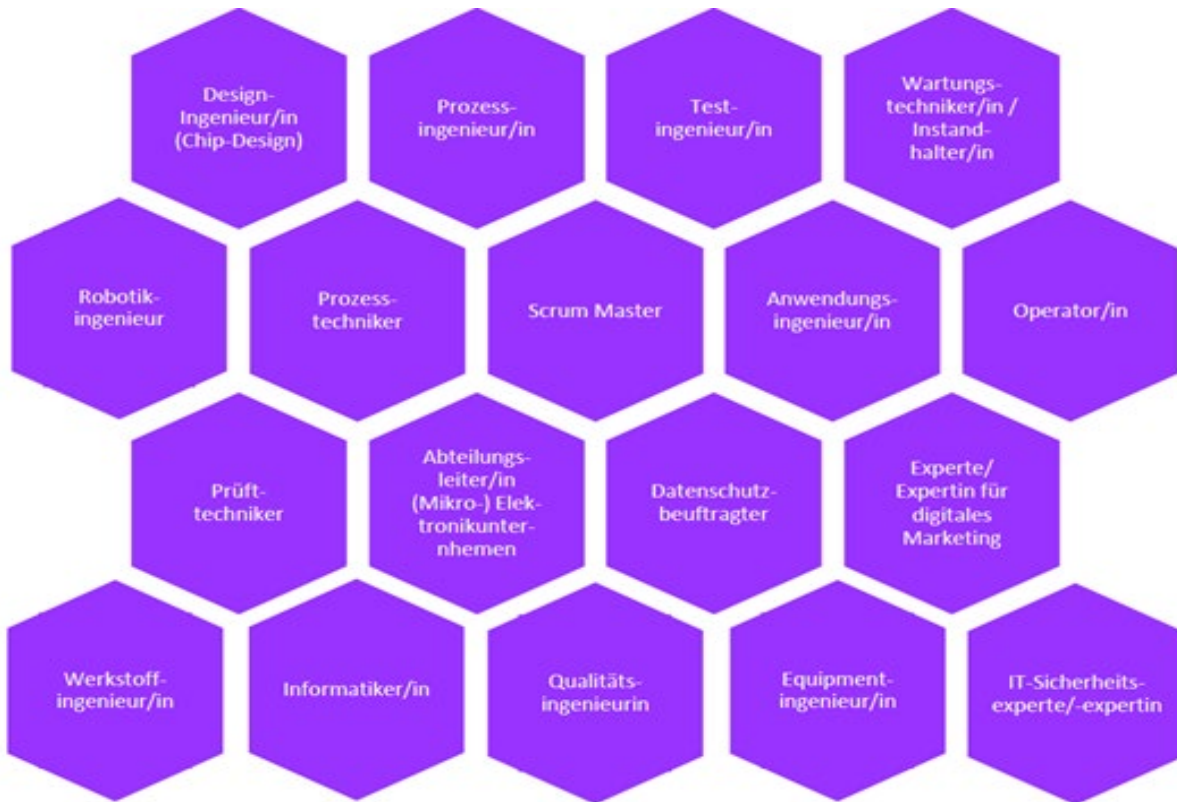 Design-
Ingenieur/in
(Chip-Design)
Prozess-
ingenieur/in
Test-
ingenieur/in
Wartungs-
techniker/in /
Instand-
halter/in
Robotik-
ingenieur
Prozess-
techniker
Scrum Master
Anwendungs-
ingenieur/in
Operator/in
Prüft-
techniker
Abteilungs-
leiter/in
(Mikro-) Elek-
tronikunter-
nhemen
Datenschutz-
beuftragter
Experte/
Expertin für
digitales
Marketing
Werkstoff-
ingenieur/in
Informatiker/in
Qualitäts-
ingenieurin
Equipment-
ingenieur/in
IT-Sicherheits-
experte/-expertin